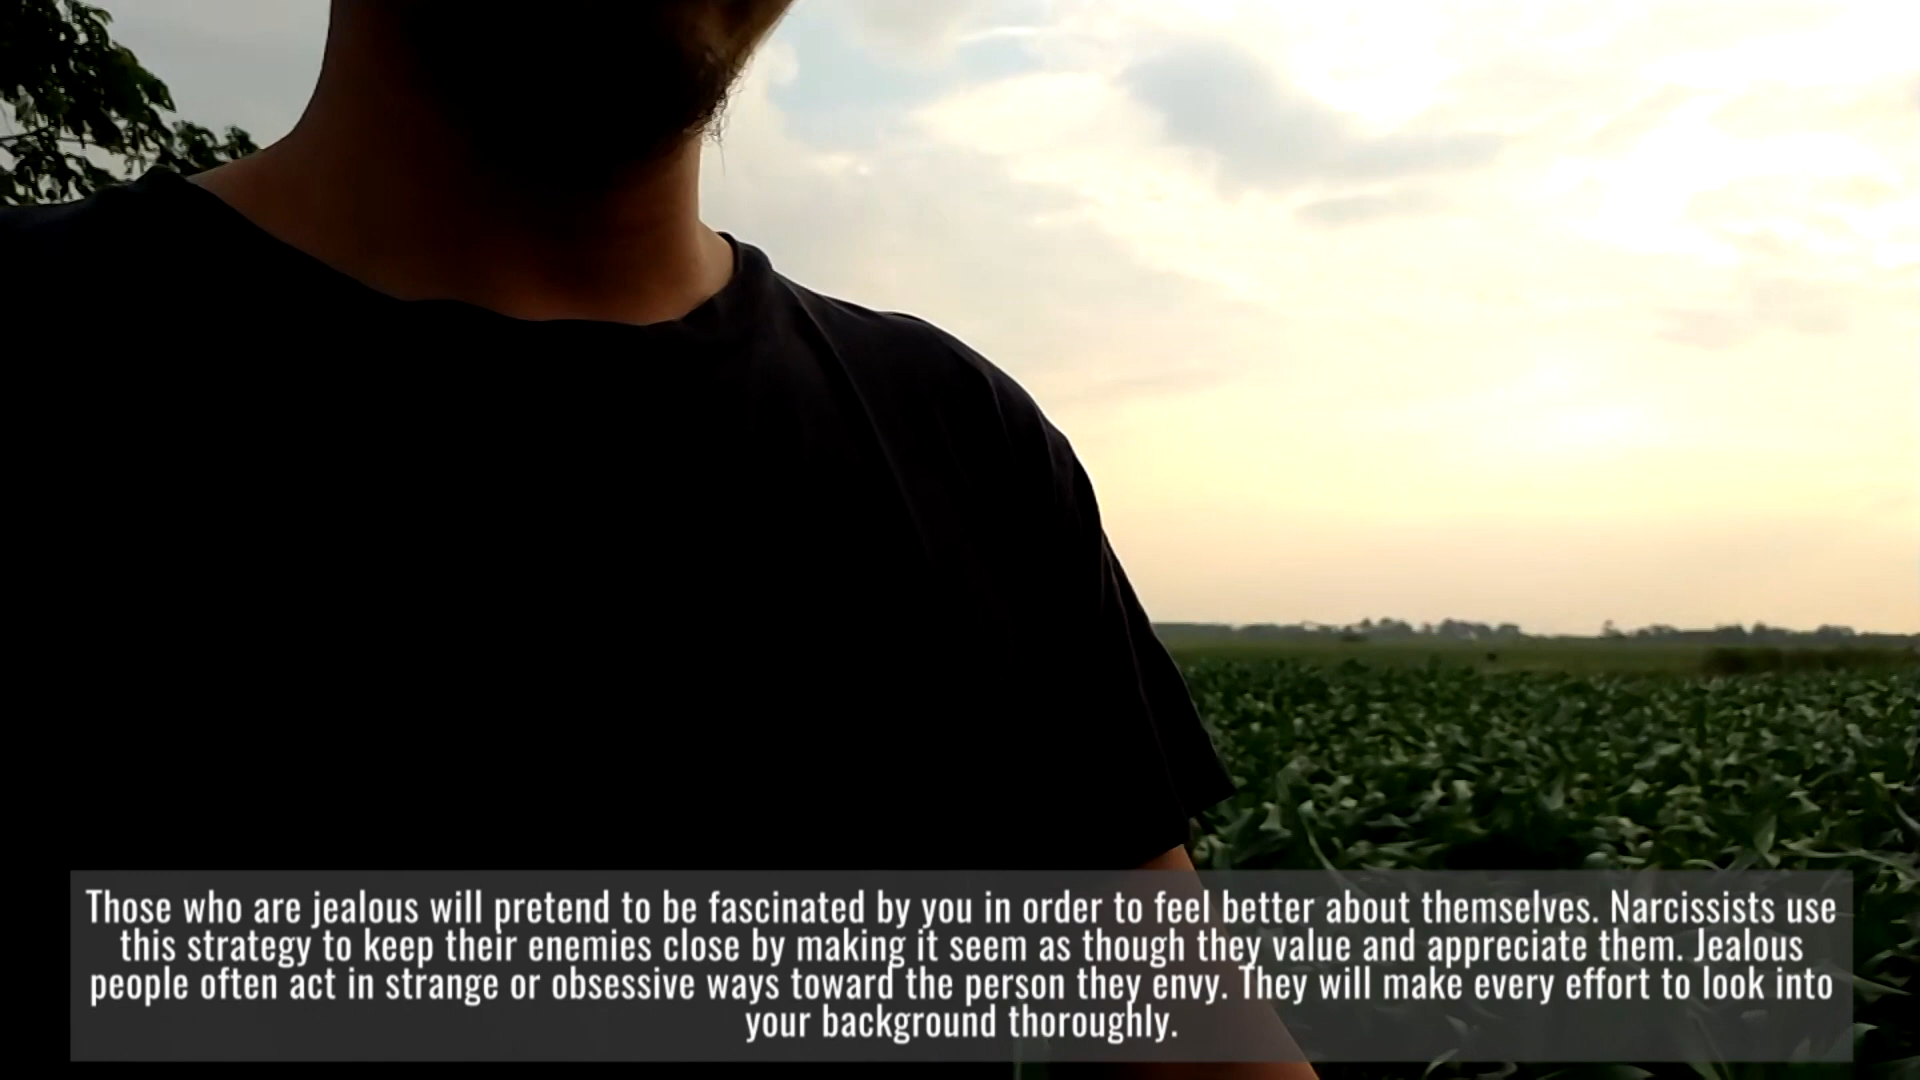 Those who are jealous will pretend to be fascinated by you in order to feel better about themselves. Narcissists use
this strategy to keep their enemies close by making it seem as though they value and appreciate them. Jealous
people often act in strange or obsessive ways toward the person they envy. They will make every effort to look into
your background thoroughly.